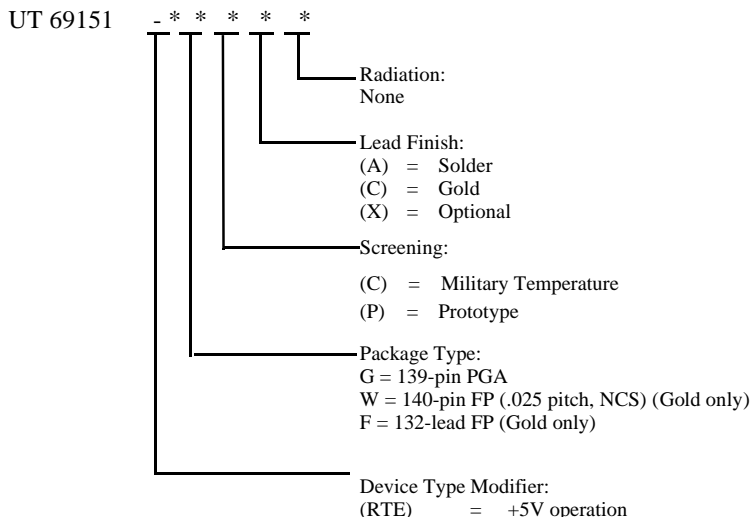 UT 69151 - * * * * *
Radiation:
None
Lead Finish:
(A) = Solder
(C) = Gold
(X) = Optional
Screening:
(C) = Military Temperature
(P) = Prototype
Package Type:
G = 139-pin PGA
W = 140-pin FP (.025 pitch, NCS) (Gold only)
F = 132-lead FP (Gold only)
Device Type Modifier:
(RTE) = +5V operation